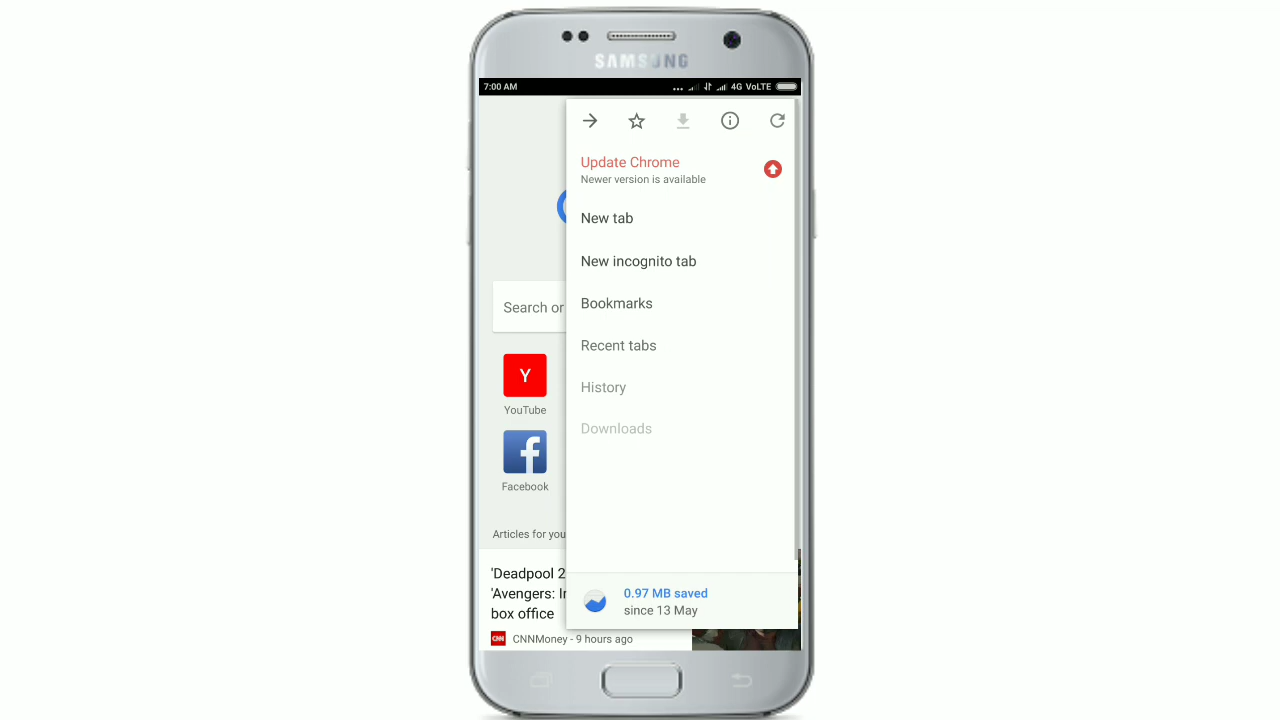 SAMSUNG
7:00 AM
4G VoLTE
Update Chrome
Newer version is available
New tab
New incognito tab
Bookmarks
Search or
Recent tabs
Y
History
YouTube
Downloads
f
Facebook
Articles for you
'Deadpool 2
'Avengers: In
box office
CNN CNNMoney - 9 hours ago
0.97 MB saved
since 13 May